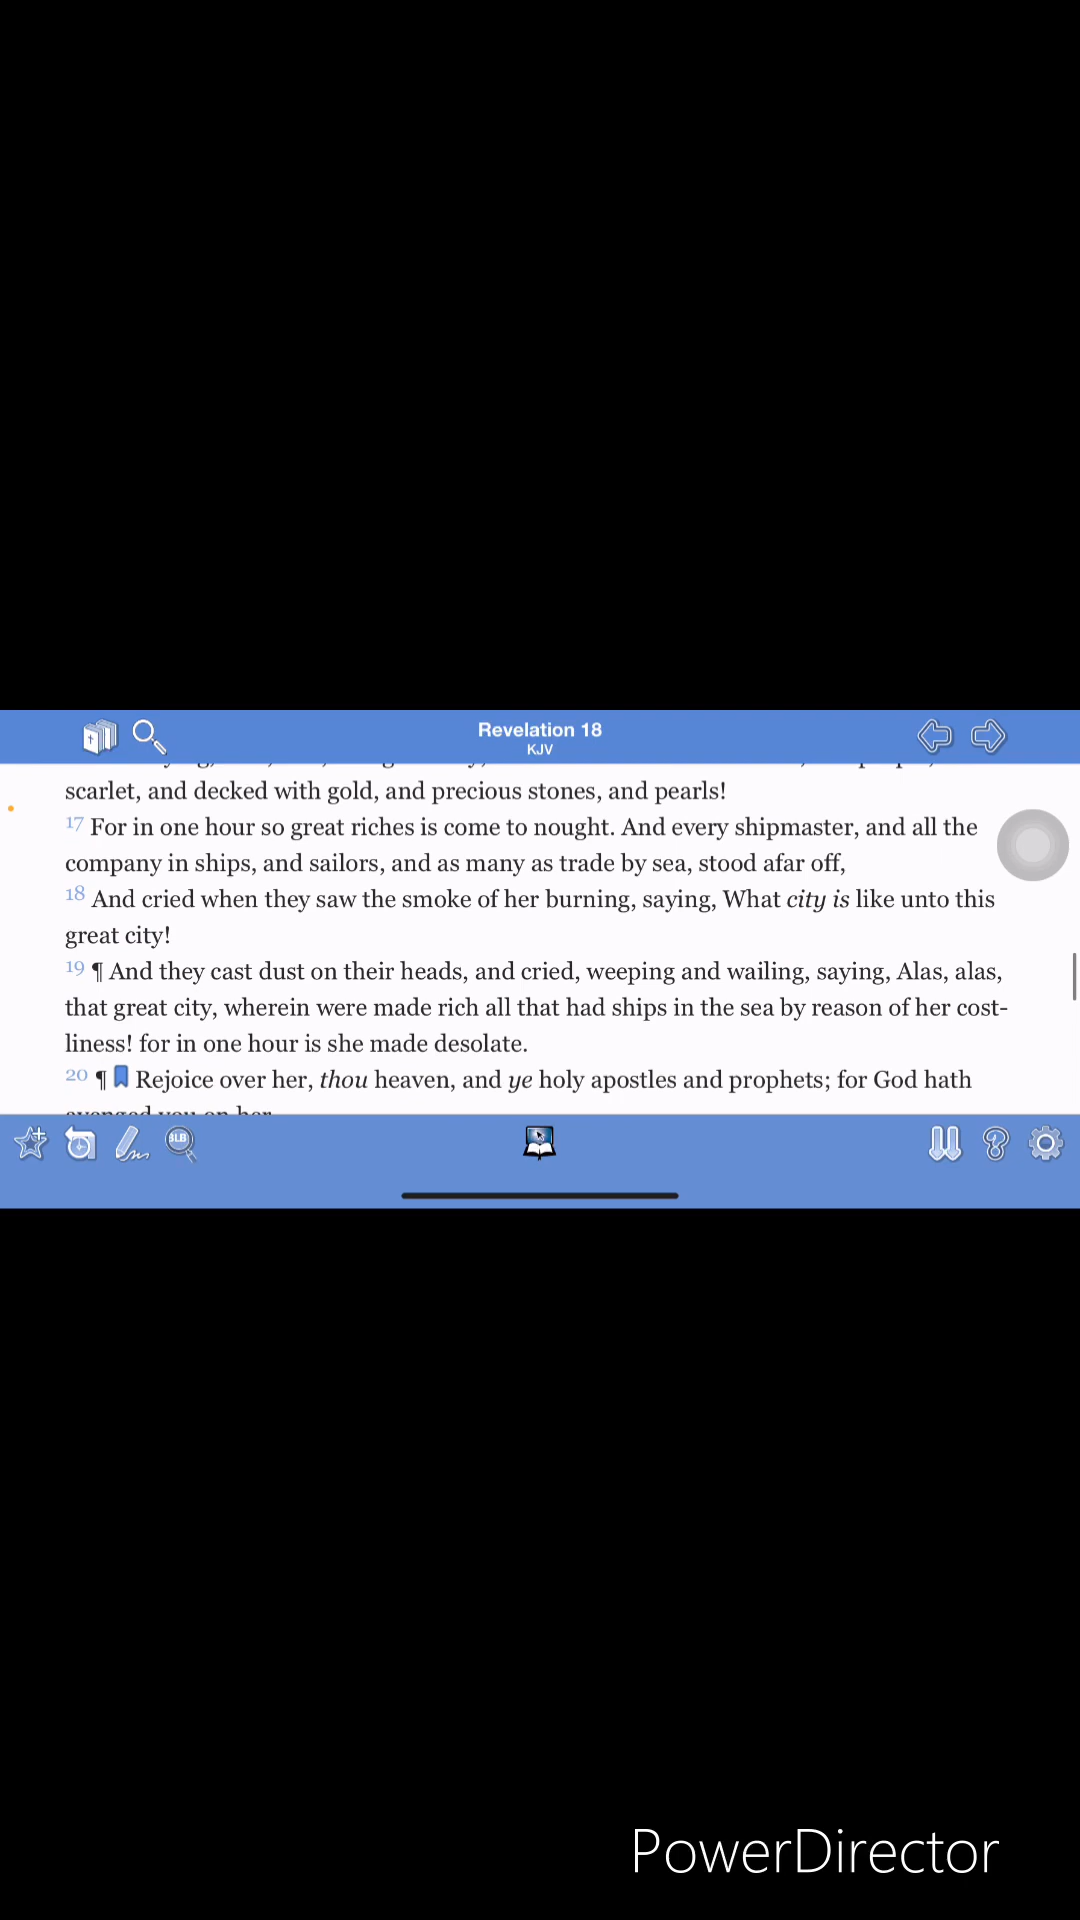 Revelation 18
KJV
scarlet, and decked with gold, and precious stones, and pearls!
17 For in one hour so great riches is come to nought. And every shipmaster, and all the
company in ships, and sailors, and as many as trade by sea, stood afar off,
18 And cried when they saw the smoke of her burning, saying, What city is like unto this
great city!
19 ¶ And they cast dust on their heads, and cried, weeping and wailing, saying, Alas, alas,
that great city, wherein were made rich all that had ships in the sea by reason of her cost-
liness! for in one hour is she made desolate.
20 ¶ Rejoice over her, thou heaven, and ye holy apostles and prophets; for God hath
avenged you on her
BLB
PowerDirector